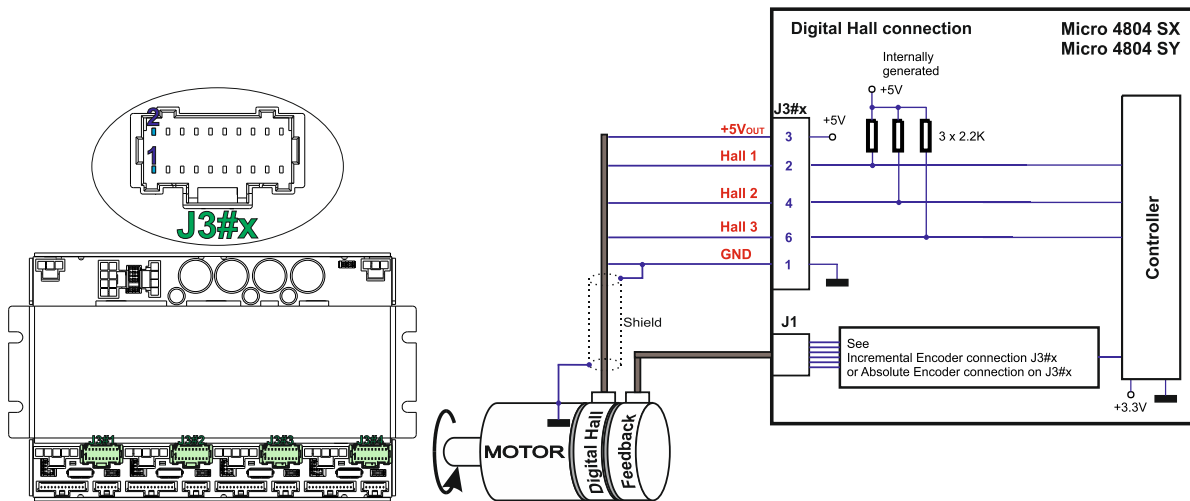 2
1
J3#x
J3#1
J3#2
J3#3
J3#4
Digital Hall connection
Micro 4804 SX
Micro 4804 SY
Internally
generated
+5V
3 x 2.2K
J3#x
+5V
+5VOUT
3
Hall 1
2
Hall 2
4
Hall 3
6
GND
1
Shield
J1
See
Incremental Encoder connection J3#x
or Absolute Encoder connection on J3#x
Controller
+3.3V
MOTOR
Digital Hall
Feedback